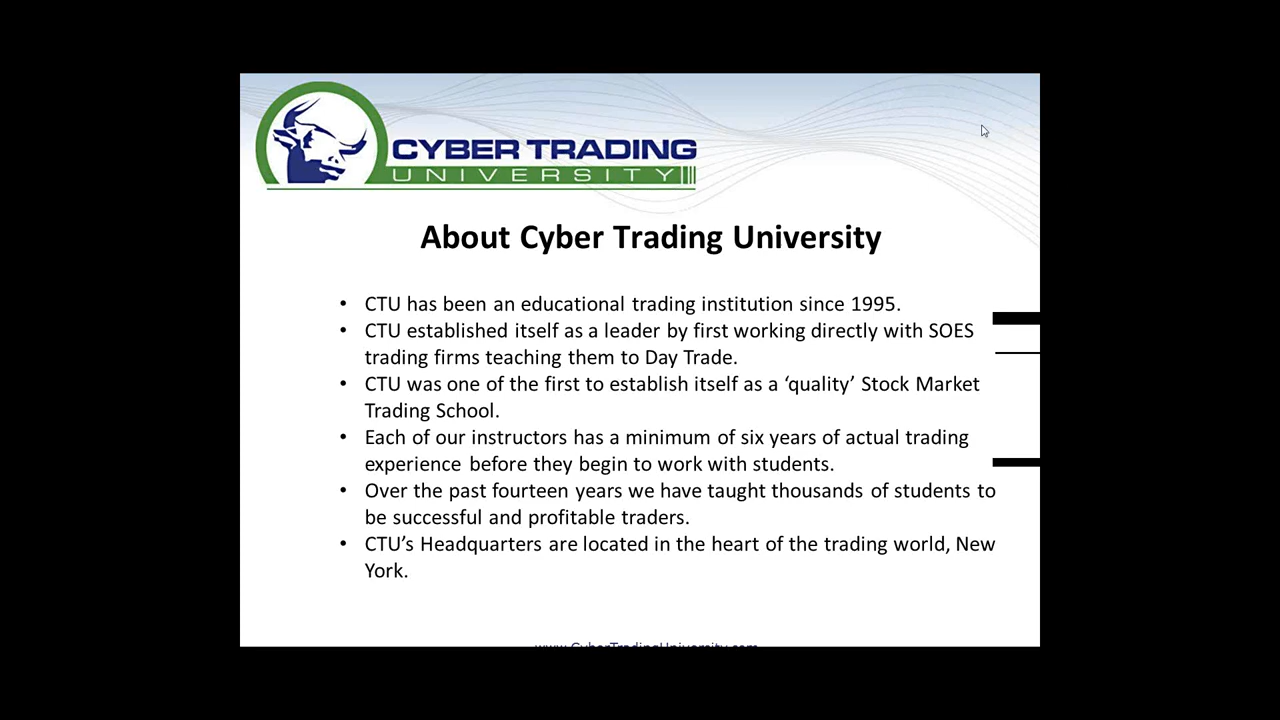 CYBER TRADING
UNIVERSITY
About Cyber Trading University
• CTU has been an educational trading institution since 1995.
• CTU established itself as a leader by first working directly with SOES
trading firms teaching them to Day Trade.
• CTU was one of the first to establish itself as a ‘quality’ Stock Market
Trading School.
• Each of our instructors has a minimum of six years of actual trading
experience before they begin to work with students.
• Over the past fourteen years we have taught thousands of students to
be successful and profitable traders.
• CTU’s Headquarters are located in the heart of the trading world, New
York.
www.CyberTradingUniversity.com